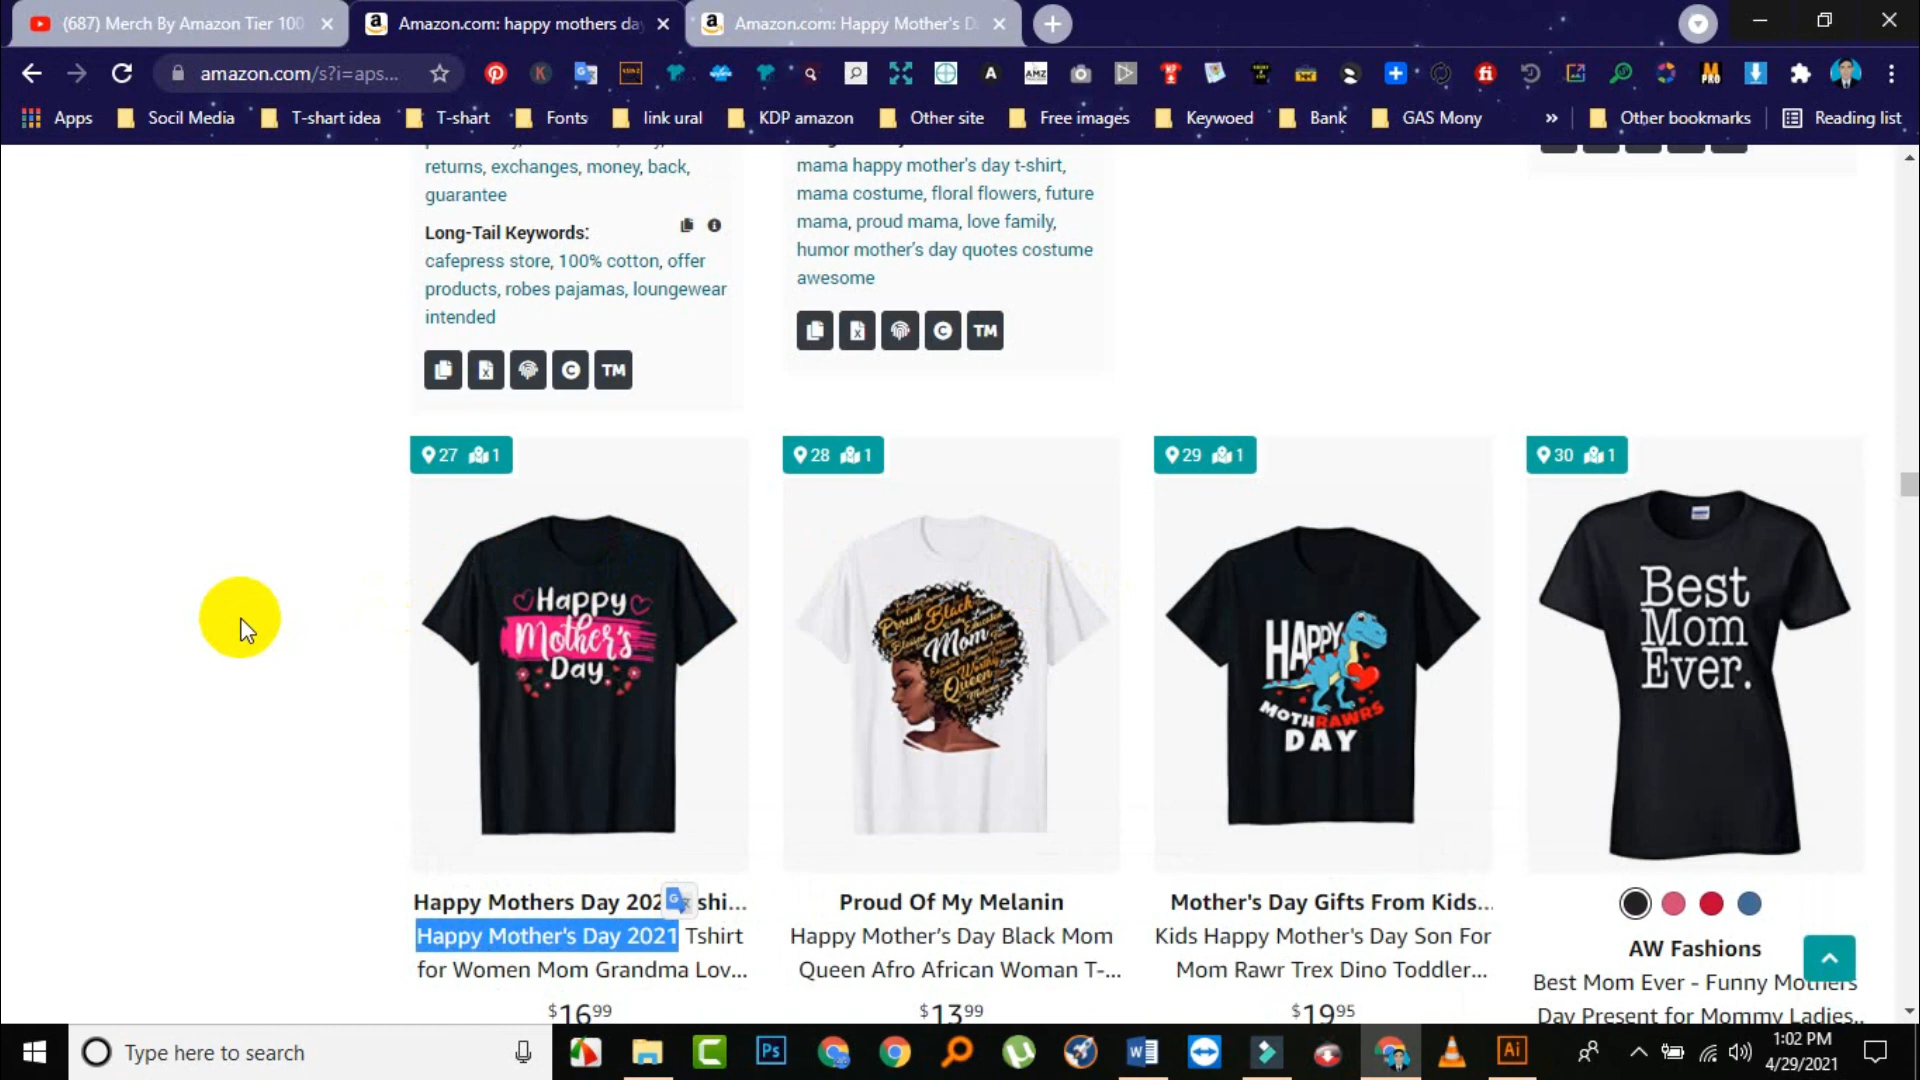 (687) Merch By Amazon Tier 100
Amazon.com: happy mothers da
Amazon.com: Happy Mother's D
amazon.com/s?i=aps...
Apps
Socil Media
T-shart idea
T-shart
Fonts
link ural
KDP amazon
Other site
Free images
Keywoed
Bank
GAS Mony
»
Other bookmarks
Reading list
returns, exchanges, money, back,
guarantee
Long-Tail Keywords:
cafepress store, 100% cotton, offer
products, robes pajamas, loungewear
intended
TM
mama happy mother's day t-shirt,
mama costume, floral flowers, future
mama, proud mama, love family,
humor mother's day quotes costume
awesome
TM
27 1
28 1
29 1
30 1
Happy
Mother's
Day
Proud Black
Mom
Worthy
Queen
HAPPY
MOTHRAWRS
DAY
Best
Mom
Ever.
Happy Mothers Day 202 shi...
Happy Mother's Day 2021 Tshirt
for Women Mom Grandma Lov...
$16.99
Proud Of My Melanin
Happy Mother's Day Black Mom
Queen Afro African Woman T-...
$13.99
Mother's Day Gifts From Kids...
Kids Happy Mother's Day Son For
Mom Rawr Trex Dino Toddler...
$19.95
AW Fashions
Best Mom Ever - Funny Mothers
Day Present for Mommy Ladies..
Type here to search
1:02 PM
4/29/2021